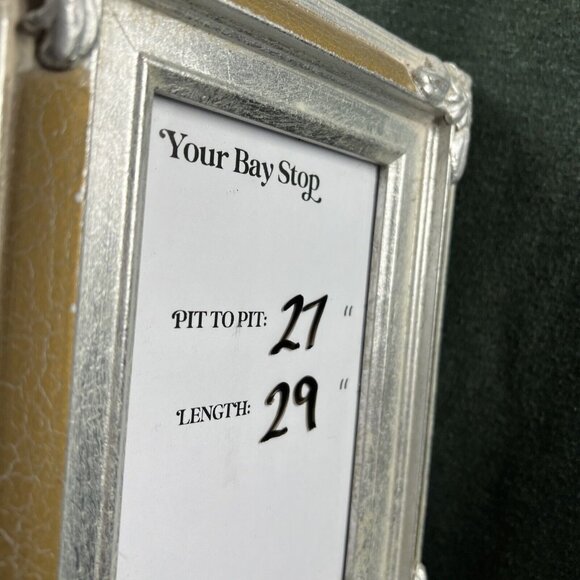 Your Bay Stop
PIT TO PIT: 27 "
LENGTH: 29 "